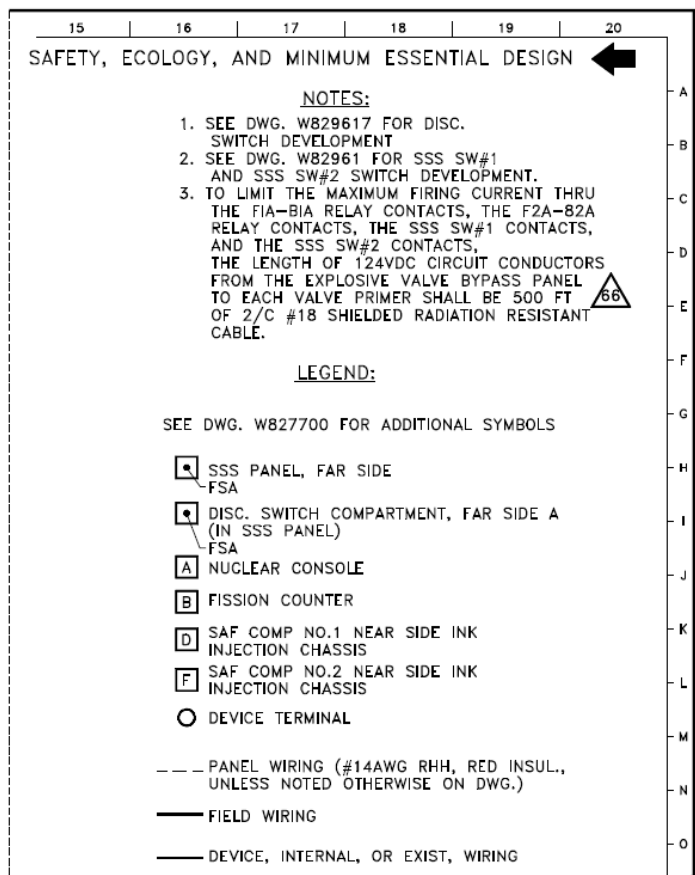 15 16 17 18 19 20
SAFETY, ECOLOGY, AND MINIMUM ESSENTIAL DESIGN
A
NOTES:
1. SEE DWG. W829617 FOR DISC.
B
SWITCH DEVELOPMENT
2. SEE DWG. W82961 FOR SSS SW#1
AND SSS SW#2 SWITCH DEVELOPMENT.
3. TO LIMIT THE MAXIMUM FIRING CURRENT THRU
C
THE FIA-BIA RELAY CONTACTS, THE F2A-82A
RELAY CONTACTS, THE SSS SW#1 CONTACTS,
AND THE SSS SW#2 CONTACTS,
D
THE LENGTH OF 124VDC CIRCUIT CONDUCTORS
FROM THE EXPLOSIVE VALVE BYPASS PANEL
TO EACH VALVE PRIMER SHALL BE 500 FT
66
E
OF 2/C #18 SHIELDED RADIATION RESISTANT
CABLE.
F
LEGEND:
G
SEE DWG. W827700 FOR ADDITIONAL SYMBOLS
H
SSS PANEL, FAR SIDE
FSA
DISC. SWITCH COMPARTMENT, FAR SIDE A
I
(IN SSS PANEL)
FSA
A NUCLEAR CONSOLE
J
B FISSION COUNTER
K
D SAF COMP NO.1 NEAR SIDE INK
INJECTION CHASSIS
F SAF COMP NO.2 NEAR SIDE INK
L
INJECTION CHASSIS
DEVICE TERMINAL
M
PANEL WIRING (#14AWG RHH, RED INSUL.,
UNLESS NOTED OTHERWISE ON DWG.)
N
FIELD WIRING
O
DEVICE, INTERNAL, OR EXIST, WIRING